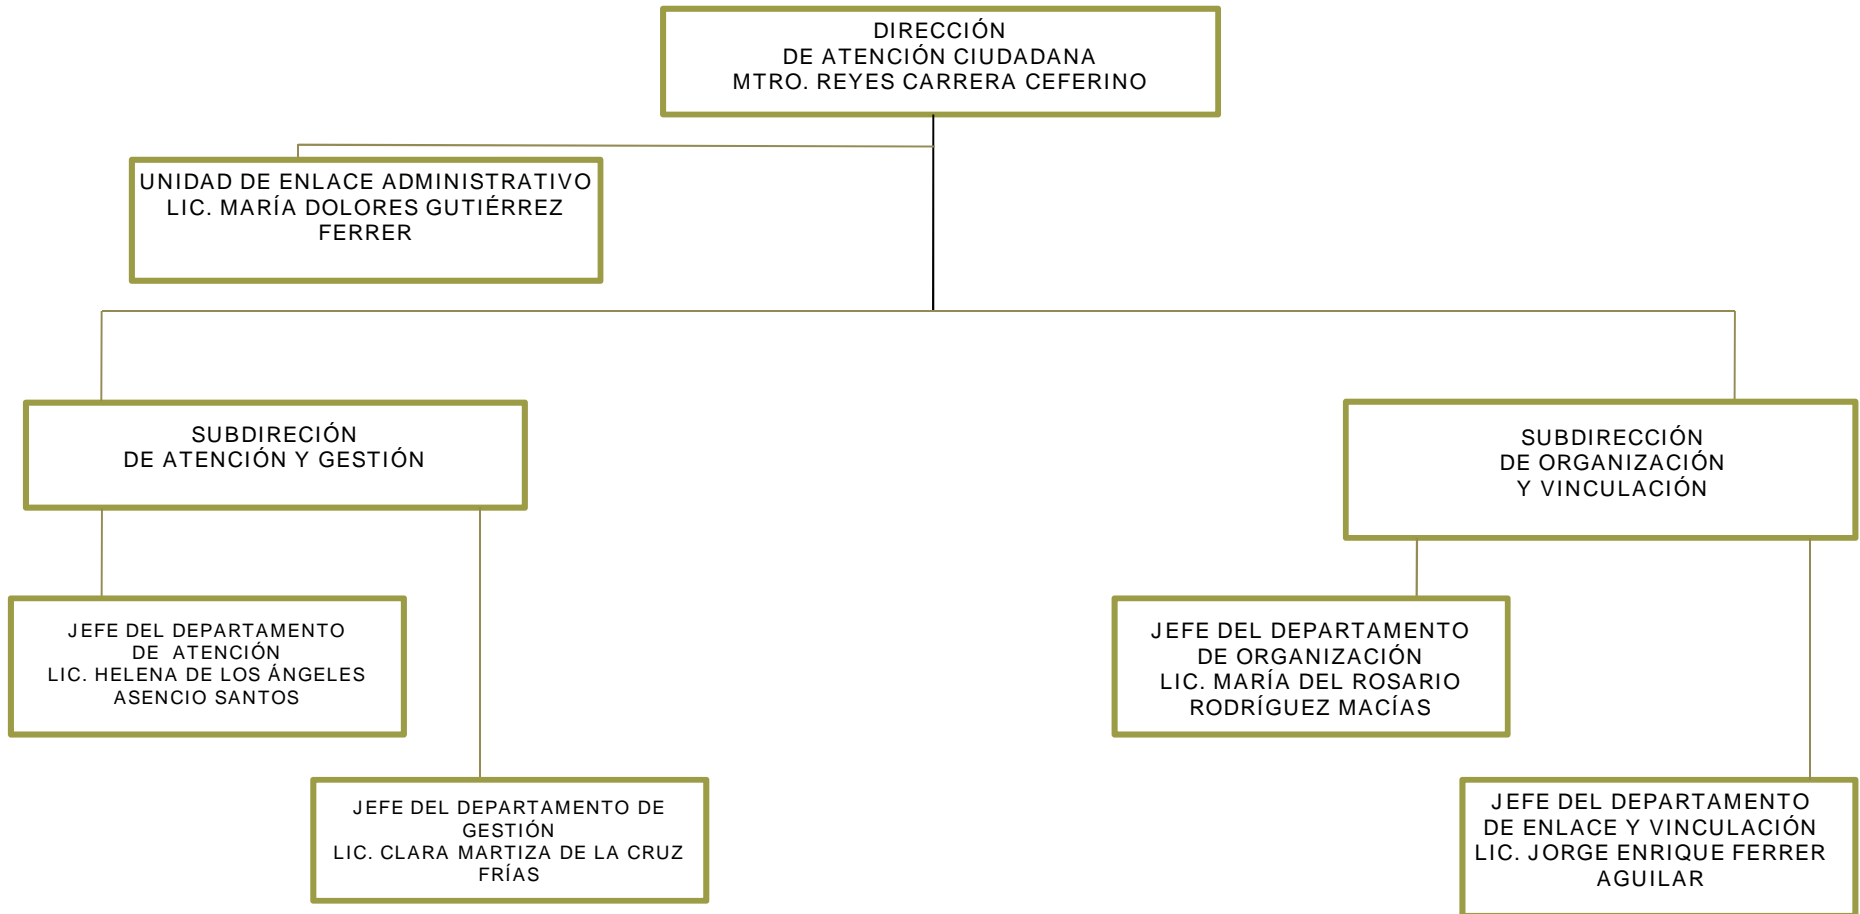 DIRECCIÓN
DE ATENCIÓN CIUDADANA
MTRO. REYES CARRERA CEFERINO
UNIDAD DE ENLACE ADMINISTRATIVO
LIC. MARÍA DOLORES GUTIÉRREZ
FERRER
SUBDIRECIÓN
DE ATENCIÓN Y GESTIÓN
SUBDIRECCIÓN
DE ORGANIZACIÓN
Y VINCULACIÓN
JEFE DEL DEPARTAMENTO
DE ATENCIÓN
LIC. HELENA DE LOS ÁNGELES
ASENCIO SANTOS
JEFE DEL DEPARTAMENTO
DE ORGANIZACIÓN
LIC. MARÍA DEL ROSARIO
RODRÍGUEZ MACÍAS
JEFE DEL DEPARTAMENTO DE
GESTIÓN
LIC. CLARA MARTIZA DE LA CRUZ
FRÍAS
JEFE DEL DEPARTAMENTO
DE ENLACE Y VINCULACIÓN
LIC. JORGE ENRIQUE FERRER
AGUILAR